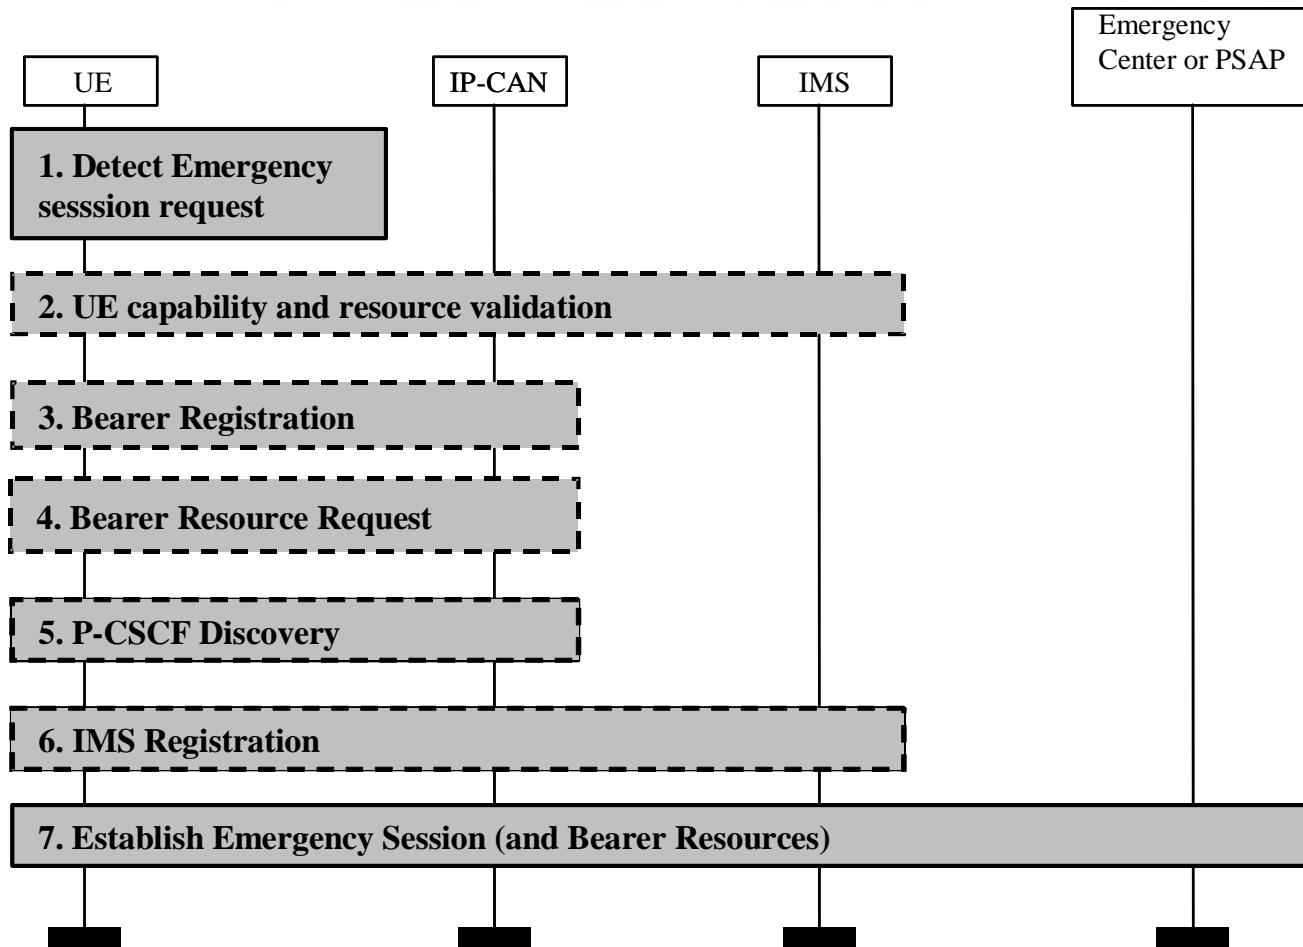 Emergency
Center or PSAP
UE
IP-CAN
IMS
1. Detect Emergency
sesssion request
2. UE capability and resource validation
3. Bearer Registration
4. Bearer Resource Request
5. P-CSCF Discovery
6. IMS Registration
7. Establish Emergency Session (and Bearer Resources)